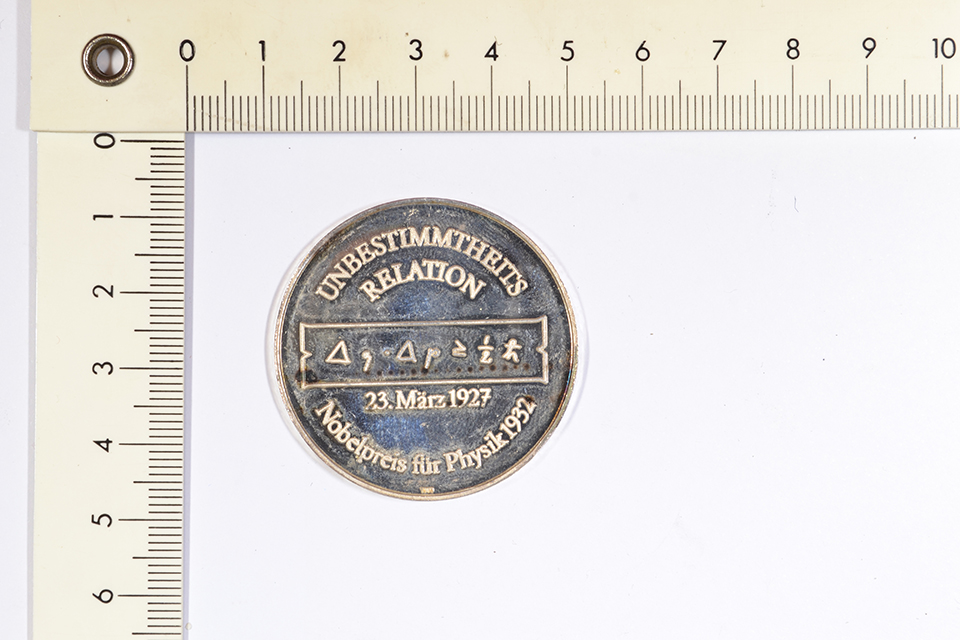 0 1 2 3 4 5 6 7 8 9 10
0
1
2
3
4
5
6
UNBESTIMMTHEITS
RELATION
Δq · Δp ≥ ½ ħ
23. März 1927
Nobelpreis für Physik 1932